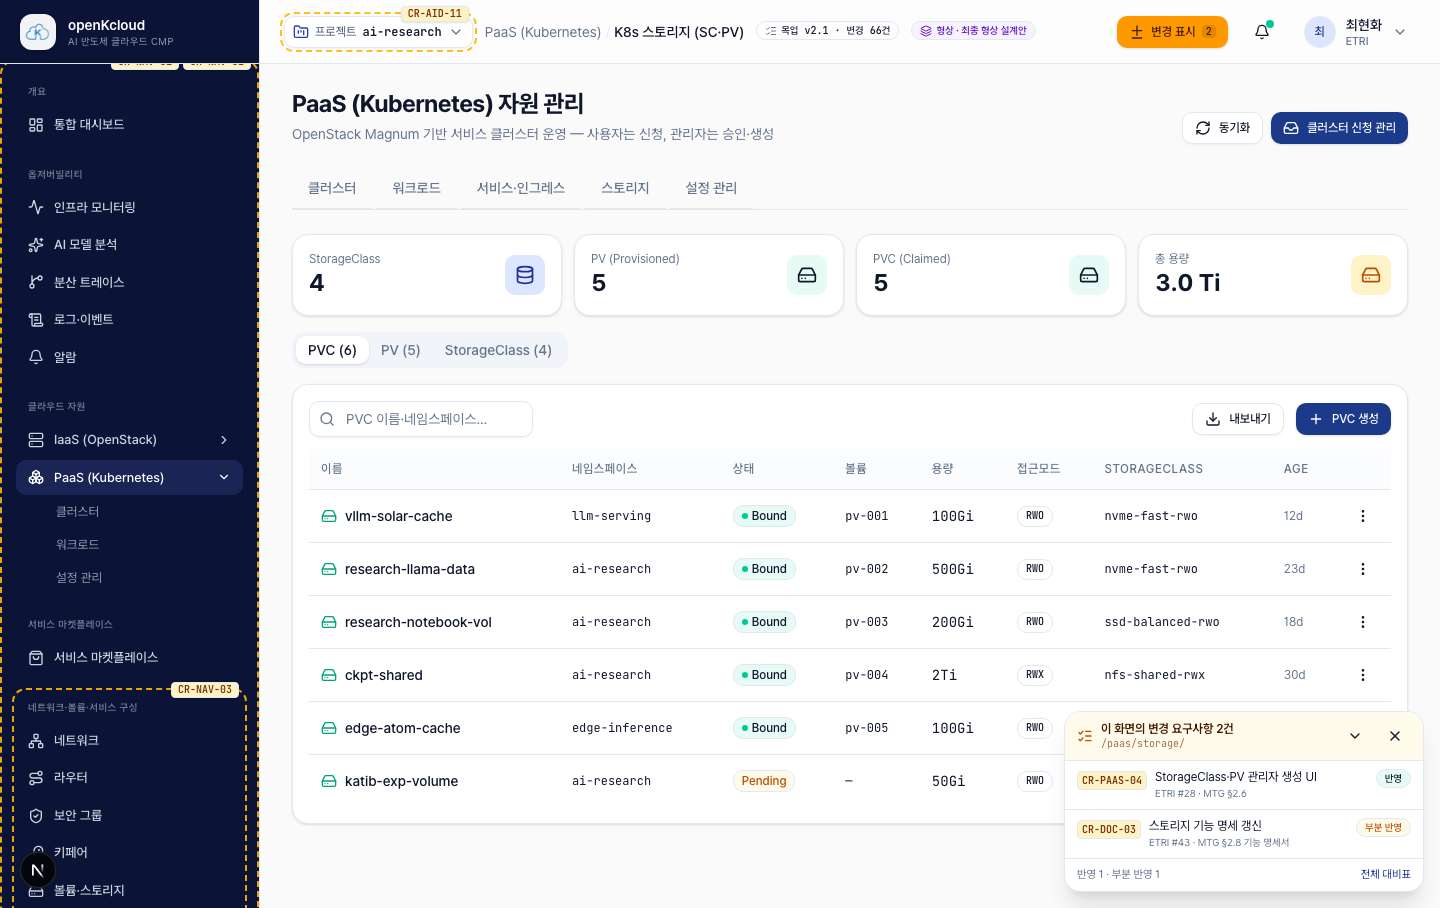 openKcloud
AI 반도체 클라우드 CMP
CR-AID-11
프로젝트 ai-research
PaaS (Kubernetes) / K8s 스토리지 (SC·PV)
목업 v2.1 · 변경 66건
형상 · 최종 형상 설계안
변경 표시 2
최
최현화
ETRI
개요
통합 대시보드
옵저버빌리티
인프라 모니터링
AI 모델 분석
분산 트레이스
로그·이벤트
알람
클라우드 자원
IaaS (OpenStack)
PaaS (Kubernetes)
클러스터
워크로드
설정 관리
서비스 마켓플레이스
서비스 마켓플레이스
CR-NAV-03
네트워크·볼륨·서비스 구성
네트워크
라우터
보안 그룹
키페어
볼륨·스토리지
N
PaaS (Kubernetes) 자원 관리
OpenStack Magnum 기반 서비스 클러스터 운영 — 사용자는 신청, 관리자는 승인·생성
동기화
클러스터 신청 관리
클러스터 워크로드 서비스·인그레스 스토리지 설정 관리
StorageClass
4
PV (Provisioned)
5
PVC (Claimed)
5
총 용량
3.0 Ti
PVC (6) PV (5) StorageClass (4)
PVC 이름·네임스페이스...
내보내기
PVC 생성
이름 네임스페이스 상태 볼륨 용량 접근모드 STORAGECLASS AGE
vllm-solar-cache llm-serving Bound pv-001 100Gi RWO nvme-fast-rwo 12d
research-llama-data ai-research Bound pv-002 500Gi RWO nvme-fast-rwo 23d
research-notebook-vol ai-research Bound pv-003 200Gi RWO ssd-balanced-rwo 18d
ckpt-shared ai-research Bound pv-004 2Ti RWX nfs-shared-rwx 30d
edge-atom-cache edge-inference Bound pv-005 100Gi RWO
katib-exp-volume ai-research Pending — 50Gi RWO
이 화면의 변경 요구사항 2건
/paas/storage/
CR-PAAS-04 StorageClass·PV 관리자 생성 UI 반영
ETRI #28 · MTG §2.6
CR-DOC-03 스토리지 기능 명세 갱신 부분 반영
ETRI #43 · MTG §2.8 기능 명세서
반영 1 · 부분 반영 1 전체 대비표